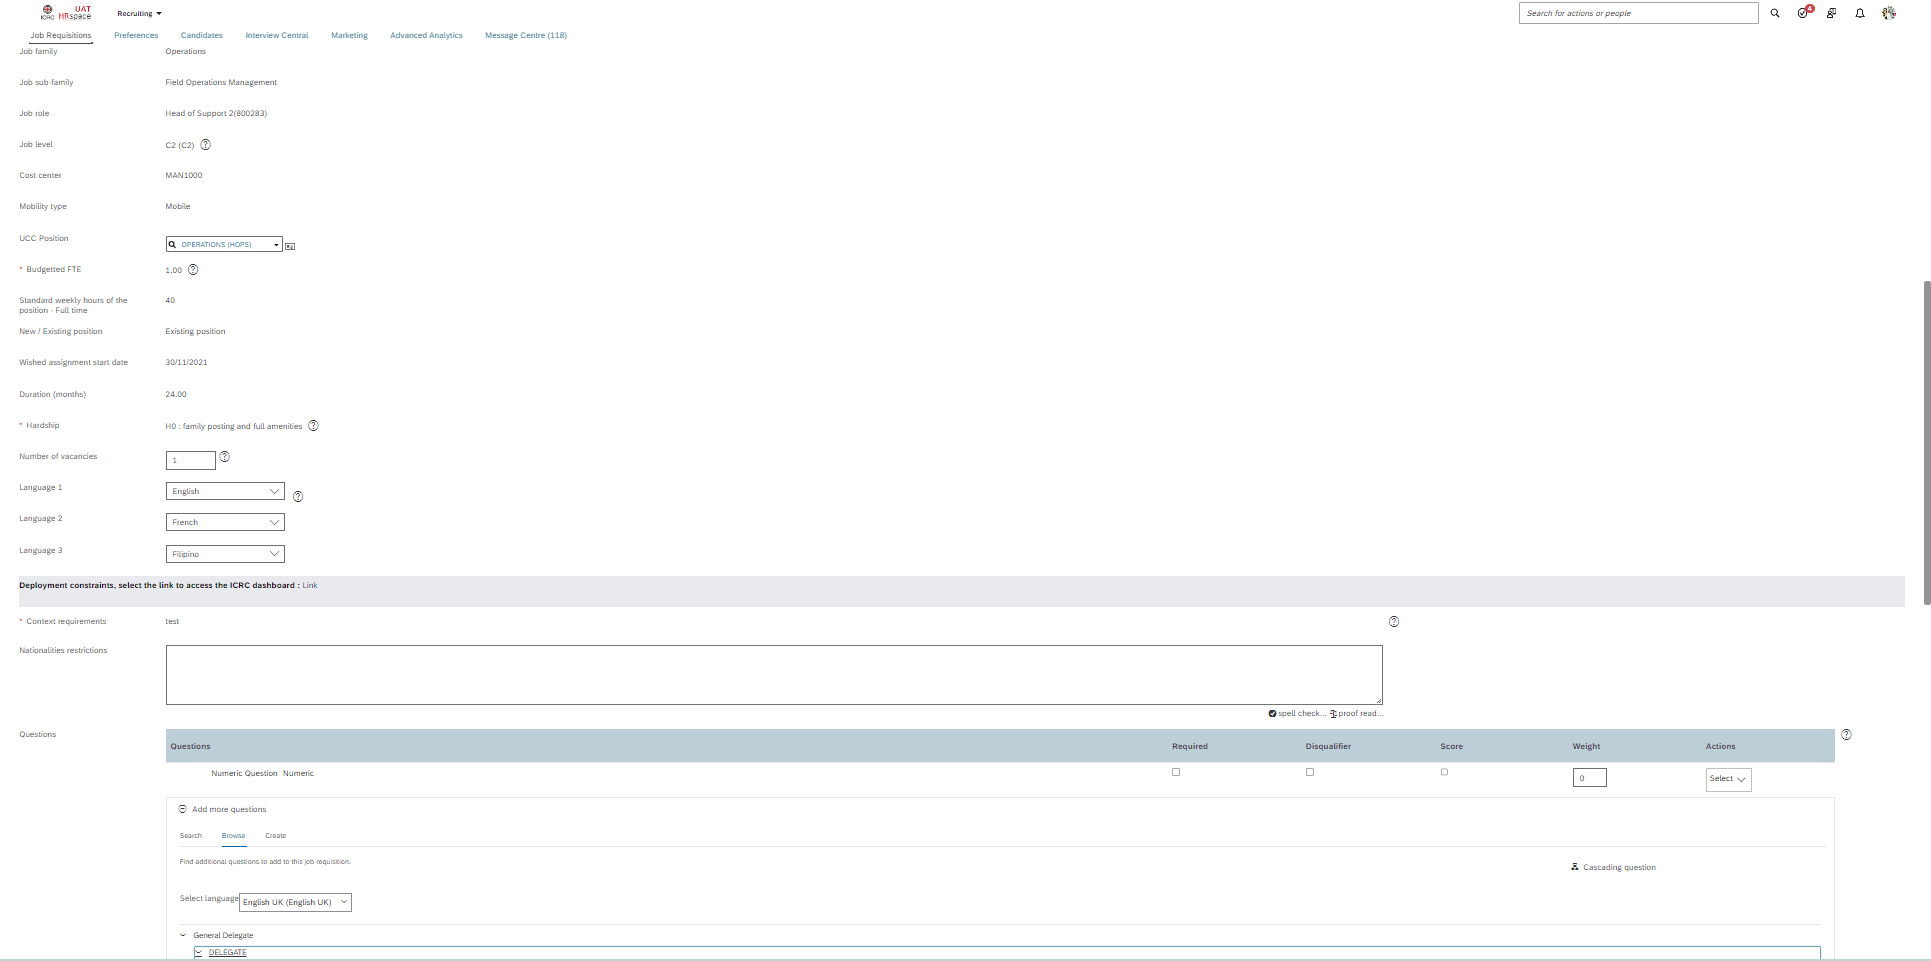 ICRC UAT HRspace Recruiting Search for actions or people 4
Job Requisitions Preferences Candidates Interview Central Marketing Advanced Analytics Message Centre (118)
Job family Operations
Job sub-family Field Operations Management
Job role Head of Support 2(800283)
Job level C2 (C2) ?
Cost center MAN1000
Mobility type Mobile
UCC Position OPERATIONS (HOPS)
* Budgetted FTE 1.00 ?
Standard weekly hours of the position - Full time 40
New / Existing position Existing position
Wished assignment start date 30/11/2021
Duration (months) 24.00
* Hardship H0 : family posting and full amenities ?
Number of vacancies 1 ?
Language 1 English ?
Language 2 French
Language 3 Filipino
Deployment constraints, select the link to access the ICRC dashboard : Link
* Context requirements test ?
Nationalities restrictions
spell check... proof read...
Questions ?
Questions Required Disqualifier Score Weight Actions
Numeric Question Numeric 0 Select
Add more questions
Search Browse Create
Find additional questions to add to this job requisition.
Cascading question
Select language English UK (English UK)
General Delegate
DELEGATE